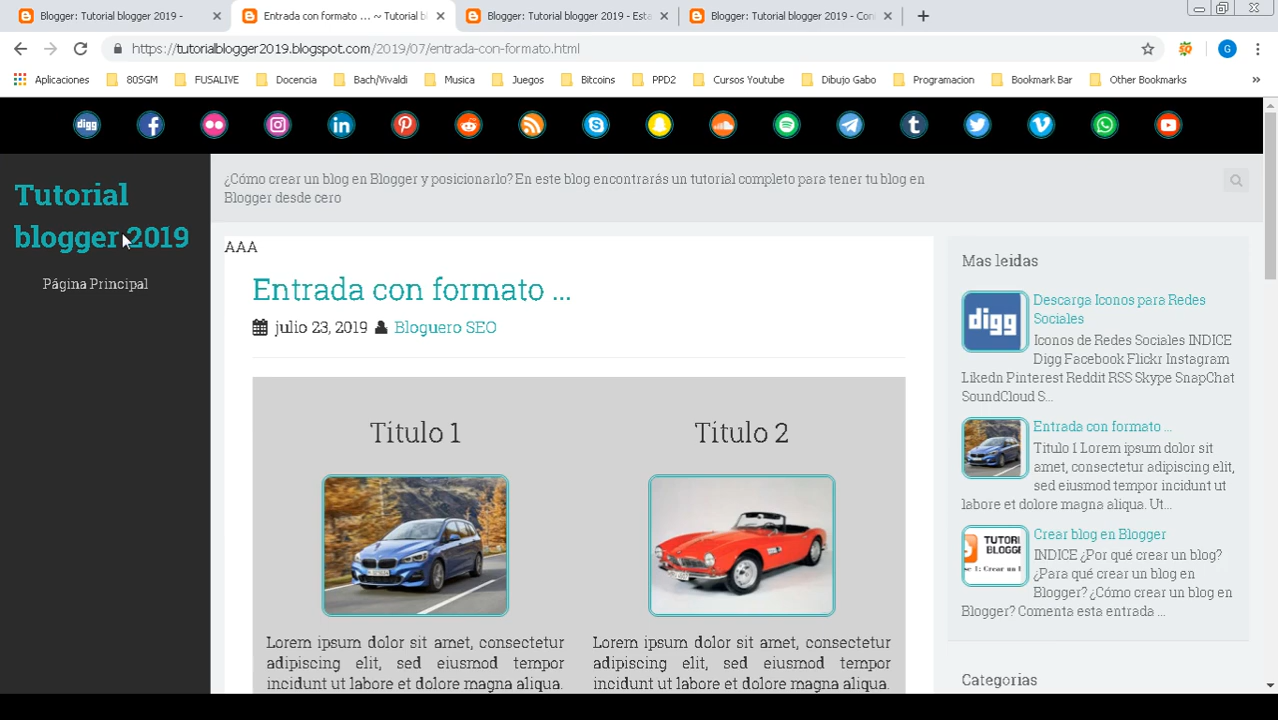 Blogger: Tutorial blogger 2019 -
Entrada con formato ... ~ Tutorial b
Blogger: Tutorial blogger 2019 - Esta
Blogger: Tutorial blogger 2019 - Con
https://tutorialblogger2019.blogspot.com/2019/07/entrada-con-formato.html
G
Aplicaciones
80SGM
FUSALIVE
Docencia
Bach/Vivaldi
Musica
Juegos
Bitcoins
PPD2
Cursos Youtube
Dibujo Gabo
Programacion
Bookmark Bar
Other Bookmarks
digg
Tutorial
blogger 2019
Página Principal
¿Cómo crear un blog en Blogger y posicionarlo? En este blog encontrarás un tutorial completo para tener tu blog en
Blogger desde cero
AAA
Entrada con formato ...
julio 23, 2019 Bloguero SEO
Titulo 1
Titulo 2
Lorem ipsum dolor sit amet, consectetur
adipiscing elit, sed eiusmod tempor
incidunt ut labore et dolore magna aliqua.
Lorem ipsum dolor sit amet, consectetur
adipiscing elit, sed eiusmod tempor
incidunt ut labore et dolore magna aliqua.
Mas leidas
digg
Descarga Iconos para Redes
Sociales
Iconos de Redes Sociales INDICE
Digg Facebook Flickr Instagram
Likedn Pinterest Reddit RSS Skype SnapChat
SoundCloud S...
Entrada con formato ...
Titulo 1 Lorem ipsum dolor sit
amet, consectetur adipiscing elit,
sed eiusmod tempor incidunt ut
labore et dolore magna aliqua. Ut...
TUTORI
BLOGGE
se 1: Crear un l
Crear blog en Blogger
INDICE ¿Por qué crear un blog?
¿Para qué crear un blog en
Blogger? ¿Cómo crear un blog en
Blogger? Comenta esta entrada ...
Categorias